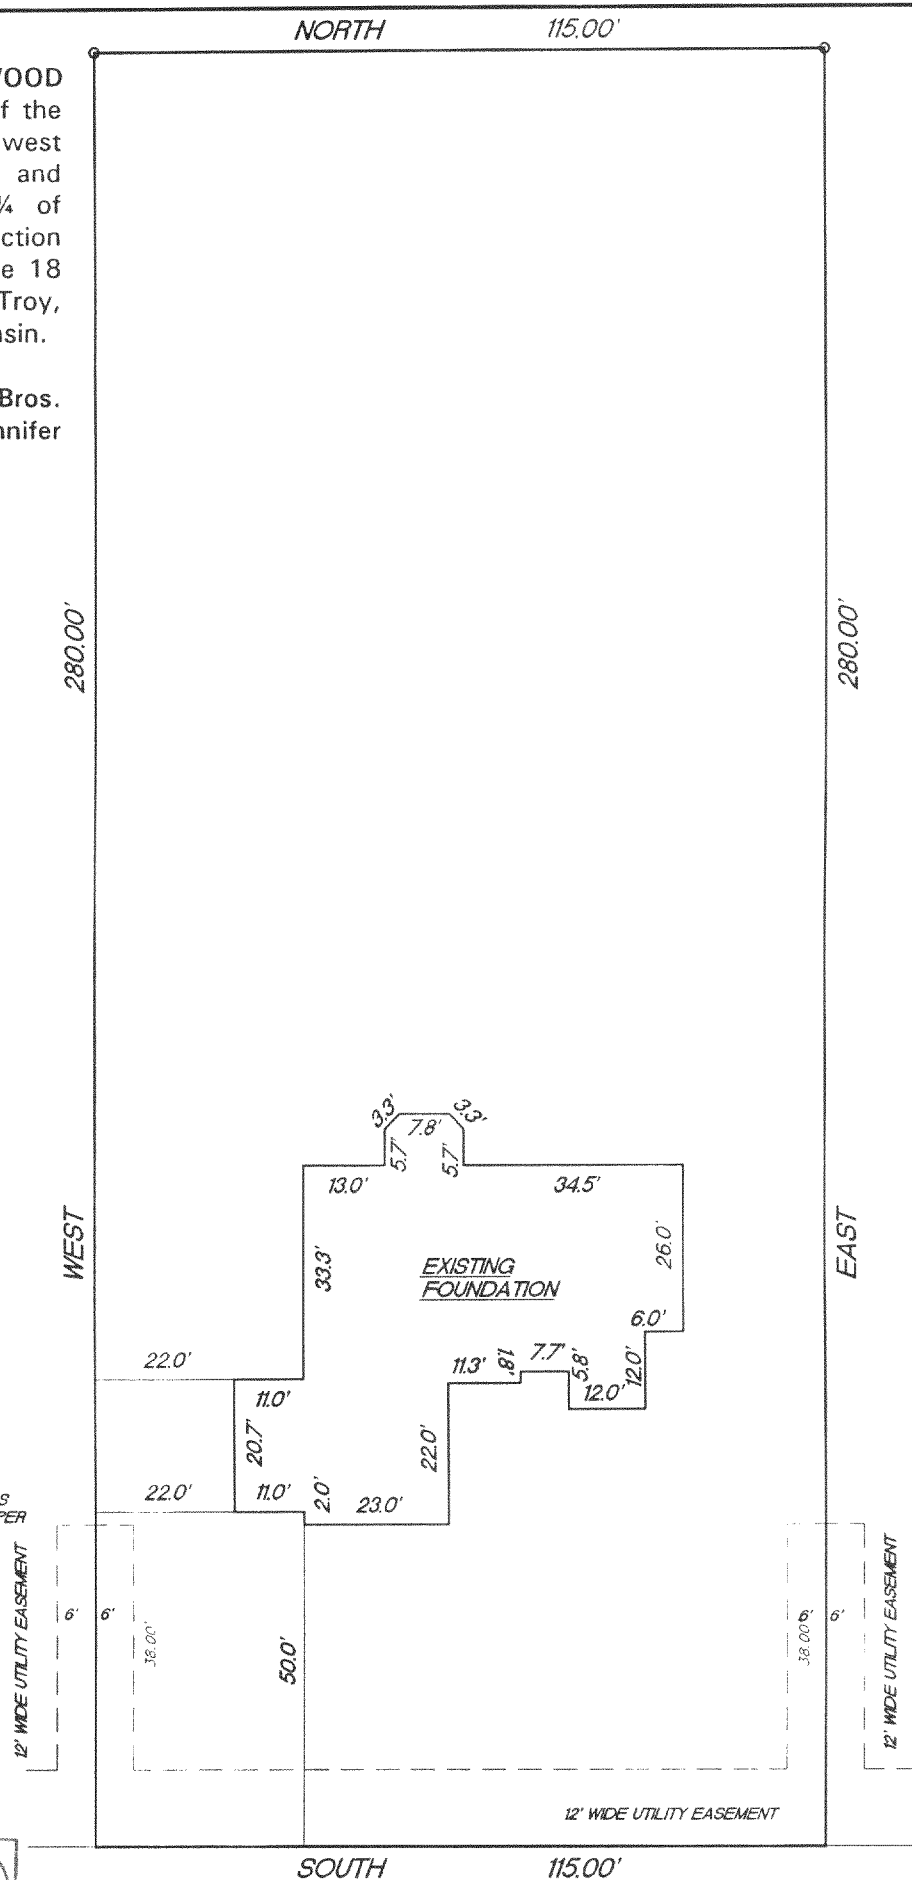 NORTH 115.00'
WOOD
f the
west
and
¼ of
ction
e 18
Troy,
nsin.
Bros.
nnifer
280.00'
280.00'
3.3'
3.3'
7.8'
5.7'
5.7'
13.0'
34.5'
WEST
EAST
33.3'
26.0'
EXISTING
FOUNDATION
6.0'
22.0'
11.3'
1.8'
7.7'
5.8'
12.0'
12.0'
11.0'
20.7'
22.0'
22.0'
11.0'
2.0'
23.0'
S
PER
12' WIDE UTILITY EASEMENT
6' 6'
38.00'
50.0'
6' 6'
38.00'
12' WIDE UTILITY EASEMENT
12' WIDE UTILITY EASEMENT
SOUTH 115.00'